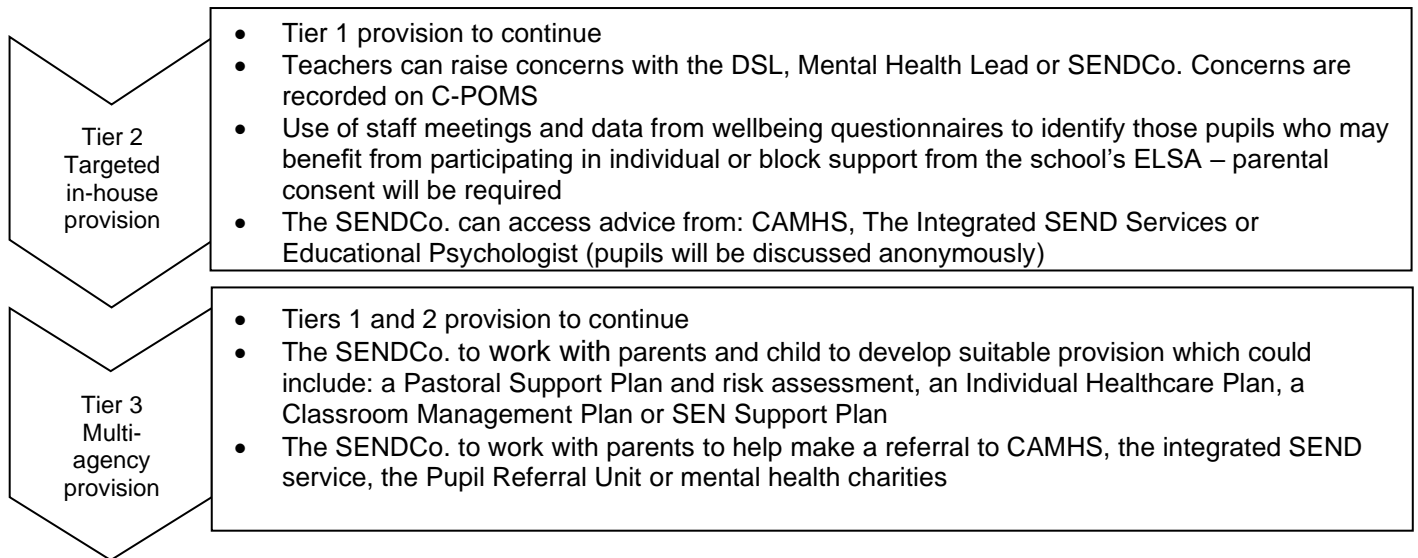 Tier 2
Targeted
in-house
provision
• Tier 1 provision to continue
• Teachers can raise concerns with the DSL, Mental Health Lead or SENDCo. Concerns are
recorded on C-POMS
• Use of staff meetings and data from wellbeing questionnaires to identify those pupils who may
benefit from participating in individual or block support from the school’s ELSA – parental
consent will be required
• The SENDCo. can access advice from: CAMHS, The Integrated SEND Services or
Educational Psychologist (pupils will be discussed anonymously)
Tier 3
Multi-
agency
provision
• Tiers 1 and 2 provision to continue
• The SENDCo. to work with parents and child to develop suitable provision which could
include: a Pastoral Support Plan and risk assessment, an Individual Healthcare Plan, a
Classroom Management Plan or SEN Support Plan
• The SENDCo. to work with parents to help make a referral to CAMHS, the integrated SEND
service, the Pupil Referral Unit or mental health charities